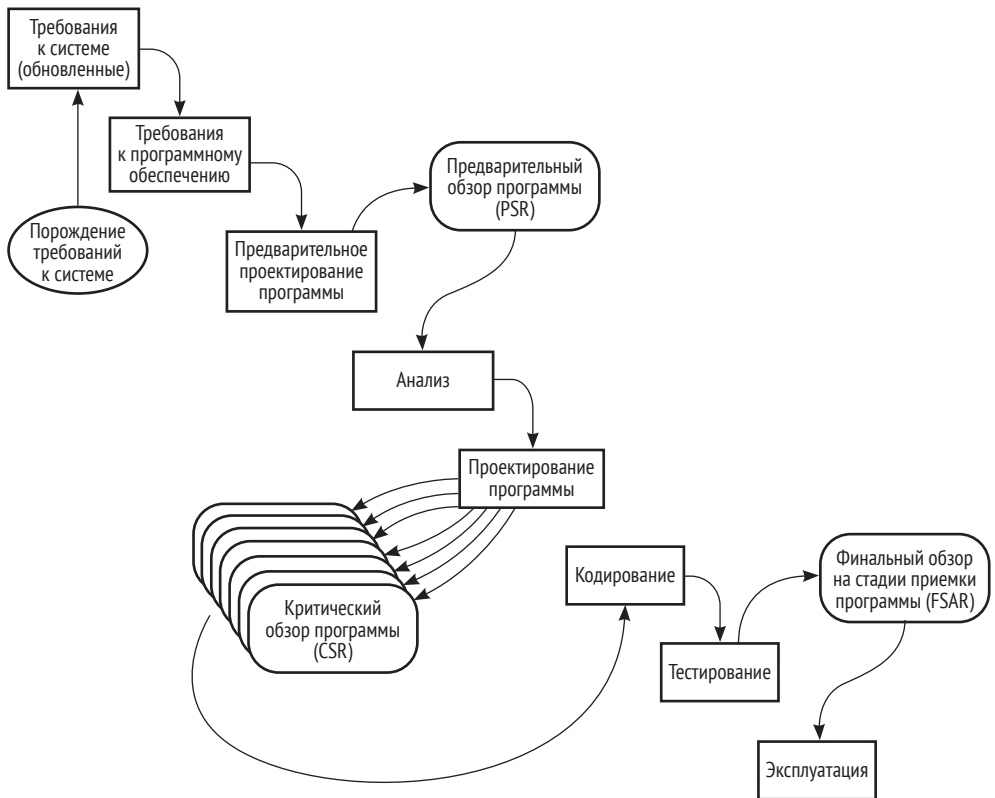 Требования
к системе
(обновленные)
Требования
к программному
обеспечению
Порождение
требований
к системе
Предварительное
проектирование
программы
Предварительный
обзор программы
(PSR)
Анализ
Проектирование
программы
Критический
обзор программы
(CSR)
Кодирование
Тестирование
Финальный обзор
на стадии приемки
программы (FSAR)
Эксплуатация